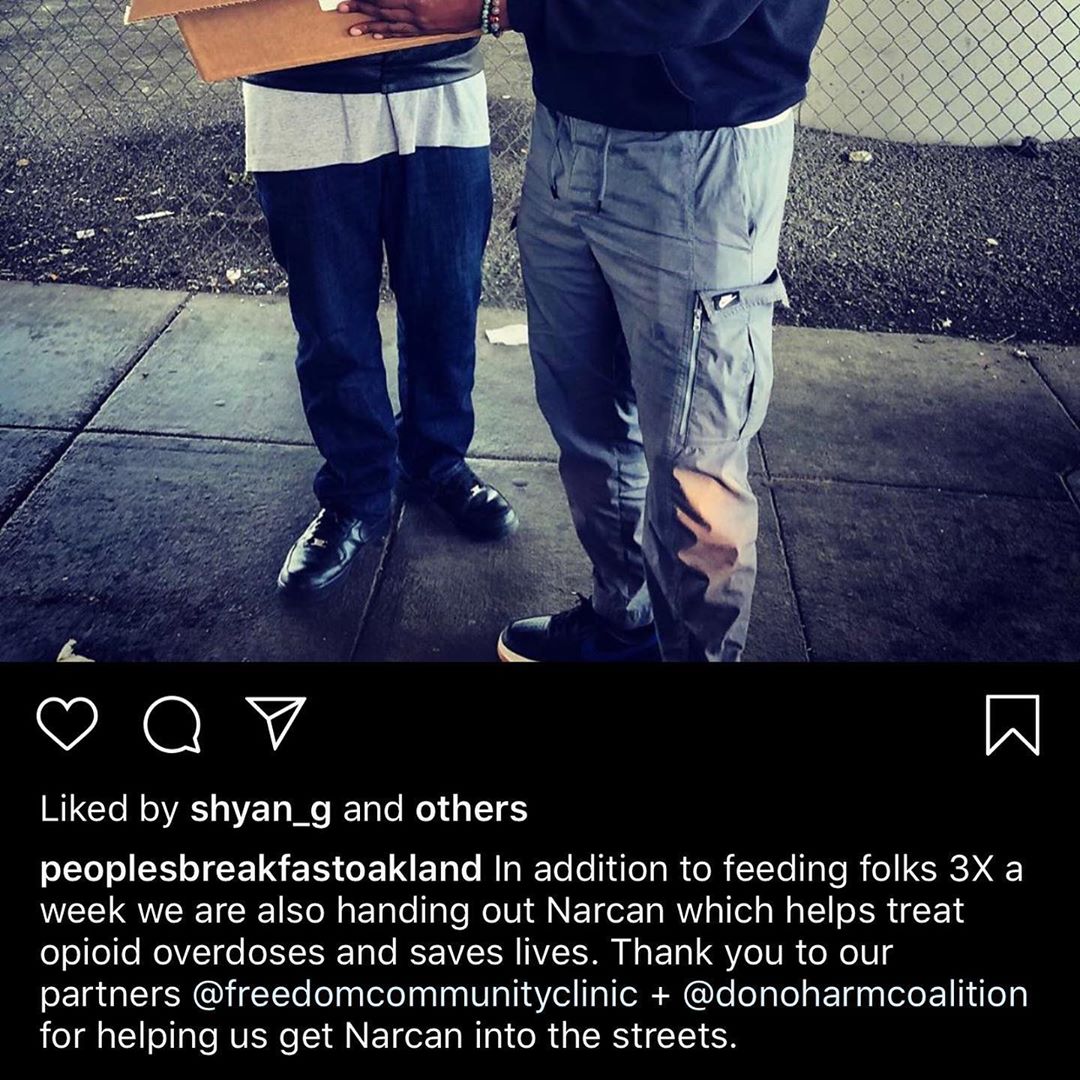 Liked by shyan_g and others
peoplesbreakfastoakland In addition to feeding folks 3X a
week we are also handing out Narcan which helps treat
opioid overdoses and saves lives. Thank you to our
partners @freedomcommunityclinic + @donoharmcoalition
for helping us get Narcan into the streets.